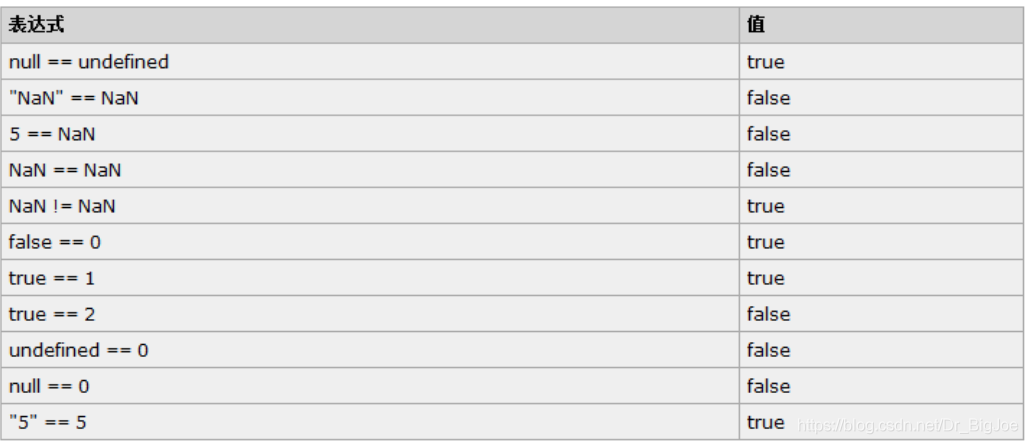 表达式 值
null == undefined true
"NaN" == NaN false
5 == NaN false
NaN == NaN false
NaN != NaN true
false == 0 true
true == 1 true
true == 2 false
undefined == 0 false
null == 0 false
"5" == 5 true https://blog.csdn.net/Dr_BigJoe